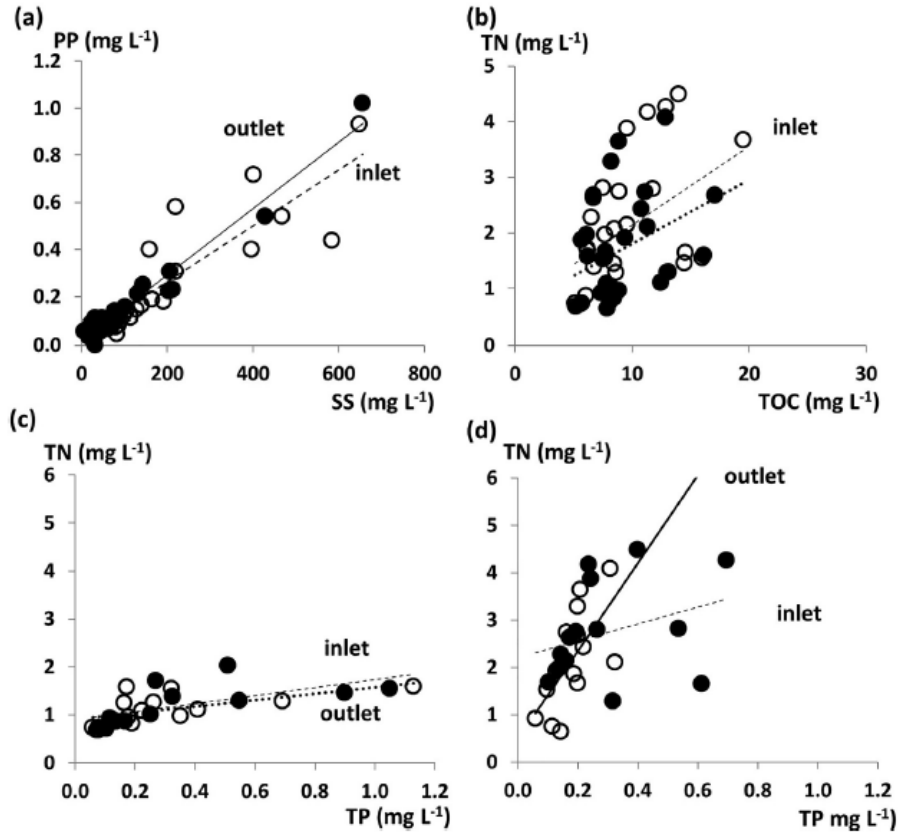 (a)
PP (mg L⁻¹)
1.2
1.0
0.8
0.6
0.4
0.2
0.0
outlet
inlet
0 200 400 600 800
SS (mg L⁻¹)
(b)
TN (mg L⁻¹)
5
4
3
2
1
0
inlet
0 10 20 30
TOC (mg L⁻¹)
(c)
TN (mg L⁻¹)
6
5
4
3
2
1
0
inlet
outlet
0.0 0.2 0.4 0.6 0.8 1.0 1.2
TP (mg L⁻¹)
(d)
TN (mg L⁻¹)
6
5
4
3
2
1
0
outlet
inlet
0.0 0.2 0.4 0.6 0.8 1.0 1.2
TP mg L⁻¹)